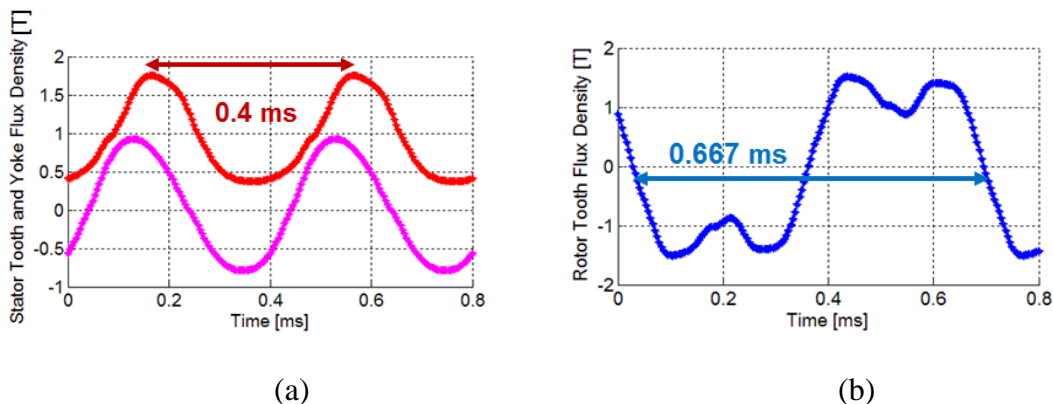 Stator Tooth and Yoke Flux Density [T]
2
1.5
1
0.5
0
-0.5
-1
0.4 ms
0
0.2
0.4
0.6
0.8
Time [ms]
(a)
Rotor Tooth Flux Density [T]
2
1
0
-1
-2
0.667 ms
0
0.2
0.4
0.6
0.8
Time [ms]
(b)